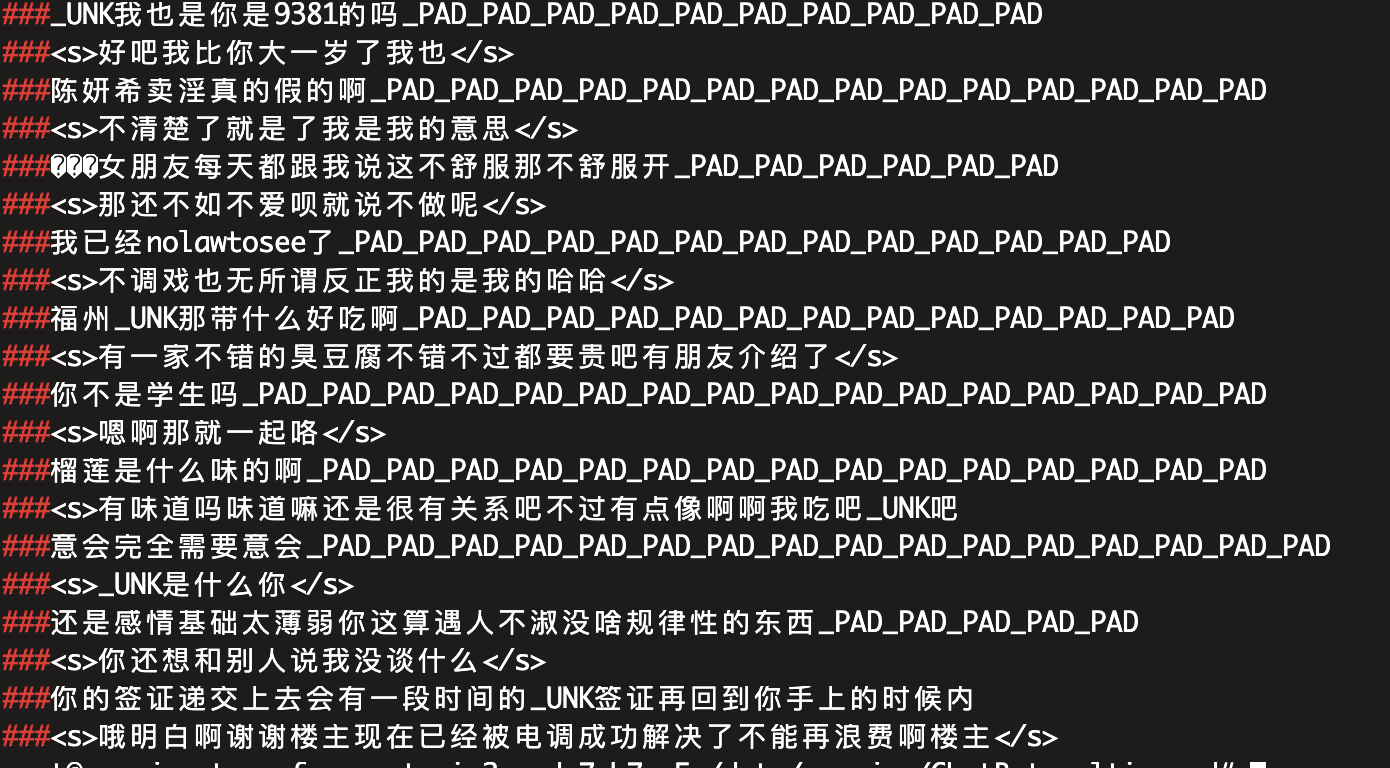 ###_UNK我也是你是9381的吗_PAD_PAD_PAD_PAD_PAD_PAD_PAD_PAD_PAD_PAD
###<s>好吧我比你大一岁了我也</s>
###陈妍希卖淫真的假的啊_PAD_PAD_PAD_PAD_PAD_PAD_PAD_PAD_PAD_PAD_PAD_PAD_PAD_PAD
###<s>不清楚了就是了我是我的意思</s>
###���女朋友每天都跟我说这不舒服那不舒服开_PAD_PAD_PAD_PAD_PAD_PAD
###<s>那还不如不爱呗就说不做呢</s>
###我已经nolawtosee了_PAD_PAD_PAD_PAD_PAD_PAD_PAD_PAD_PAD_PAD_PAD_PAD_PAD
###<s>不调戏也无所谓反正我的是我的哈哈</s>
###福州_UNK那带什么好吃啊_PAD_PAD_PAD_PAD_PAD_PAD_PAD_PAD_PAD_PAD_PAD_PAD_PAD
###<s>有一家不错的臭豆腐不错不过都要贵吧有朋友介绍了</s>
###你不是学生吗_PAD_PAD_PAD_PAD_PAD_PAD_PAD_PAD_PAD_PAD_PAD_PAD_PAD_PAD_PAD_PAD
###<s>嗯啊那就一起咯</s>
###榴莲是什么味的啊_PAD_PAD_PAD_PAD_PAD_PAD_PAD_PAD_PAD_PAD_PAD_PAD_PAD_PAD_PAD
###<s>有味道吗味道嘛还是很有关系吧不过有点像啊啊我吃吧_UNK吧
###意会完全需要意会_PAD_PAD_PAD_PAD_PAD_PAD_PAD_PAD_PAD_PAD_PAD_PAD_PAD_PAD_PAD_PAD
###<s>_UNK是什么你</s>
###还是感情基础太薄弱你这算遇人不淑没啥规律性的东西_PAD_PAD_PAD_PAD_PAD
###<s>你还想和别人说我没谈什么</s>
###你的签证递交上去会有一段时间的_UNK签证再回到你手上的时候内
###<s>哦明白啊谢谢楼主现在已经被电调成功解决了不能再浪费啊楼主</s>